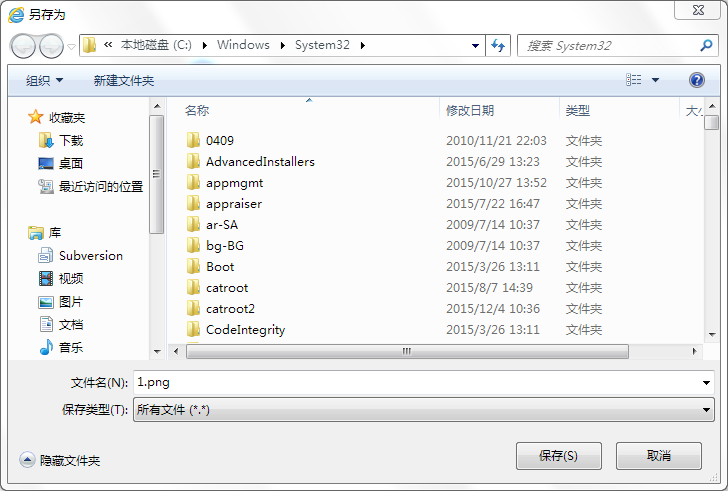 另存为
« 本地磁盘 (C:) Windows System32 搜索 System32
组织 新建文件夹
名称 修改日期 类型 大小
收藏夹
下载
桌面
最近访问的位置
库
Subversion
视频
图片
文档
音乐
0409 2010/11/21 22:03 文件夹
AdvancedInstallers 2015/6/29 13:23 文件夹
appmgmt 2015/10/27 13:52 文件夹
appraiser 2015/7/22 16:47 文件夹
ar-SA 2009/7/14 10:37 文件夹
bg-BG 2009/7/14 10:37 文件夹
Boot 2015/3/26 13:11 文件夹
catroot 2015/8/7 14:39 文件夹
catroot2 2015/12/4 10:36 文件夹
CodeIntegrity 2015/3/26 13:11 文件夹
文件名(N): 1.png
保存类型(T): 所有文件 (*.*)
隐藏文件夹 保存(S) 取消